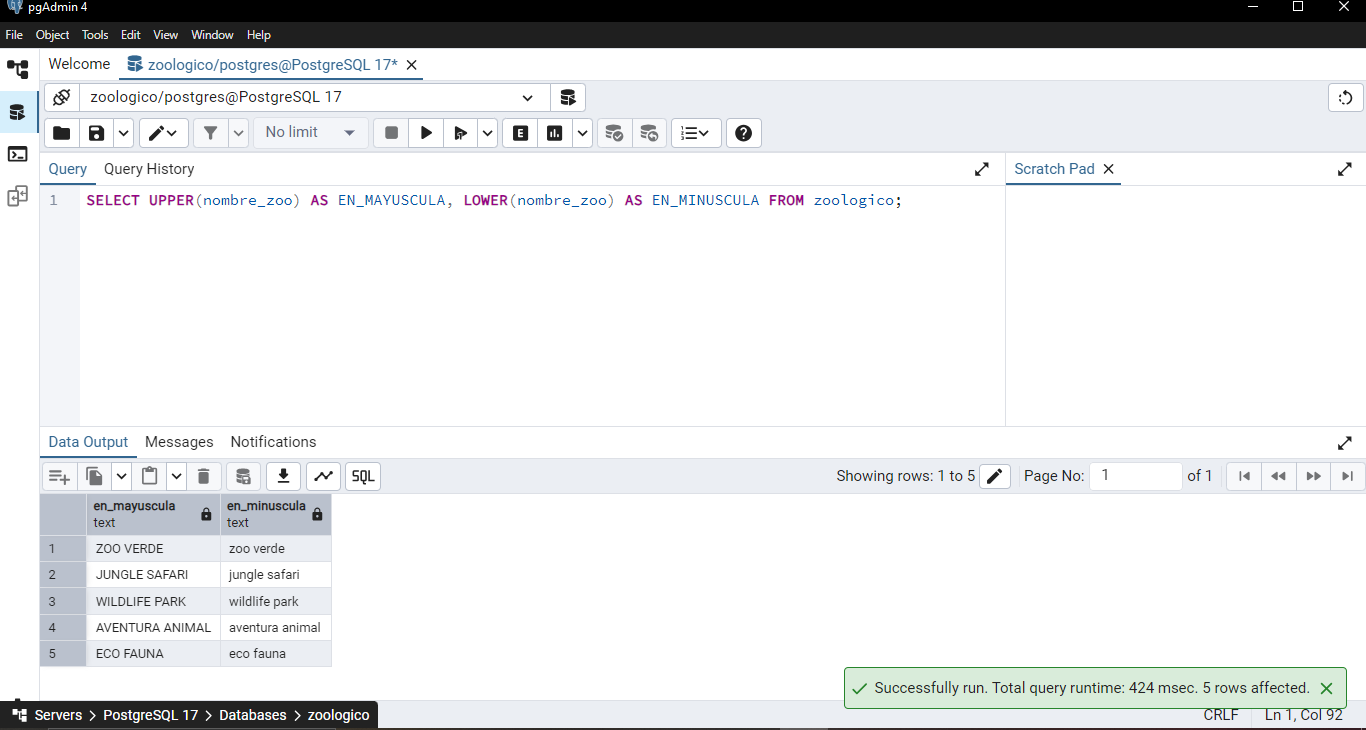 pgAdmin 4
File Object Tools Edit View Window Help
Welcome zoologico/postgres@PostgreSQL 17*
zoologico/postgres@PostgreSQL 17
No limit E
Query Query History Scratch Pad
1 SELECT UPPER(nombre_zoo) AS EN_MAYUSCULA, LOWER(nombre_zoo) AS EN_MINUSCULA FROM zoologico;
Data Output Messages Notifications
SQL Showing rows: 1 to 5 Page No: 1 of 1
en_mayuscula en_minuscula
text text
1 ZOO VERDE zoo verde
2 JUNGLE SAFARI jungle safari
3 WILDLIFE PARK wildlife park
4 AVENTURA ANIMAL aventura animal
5 ECO FAUNA eco fauna
Successfully run. Total query runtime: 424 msec. 5 rows affected.
Servers > PostgreSQL 17 > Databases > zoologico CRLF Ln 1, Col 92